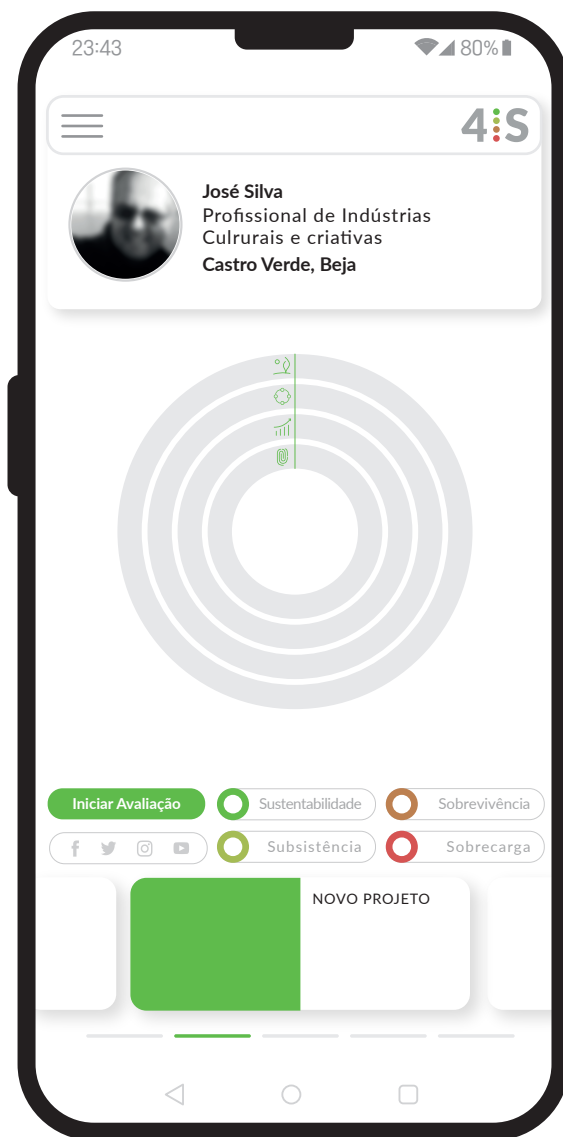 23:43 80%
4 S
José Silva
Profissional de Indústrias
Culrurais e criativas
Castro Verde, Beja
Iniciar Avaliação Sustentabilidade Sobrevivência
Subsistência Sobrecarga
NOVO PROJETO